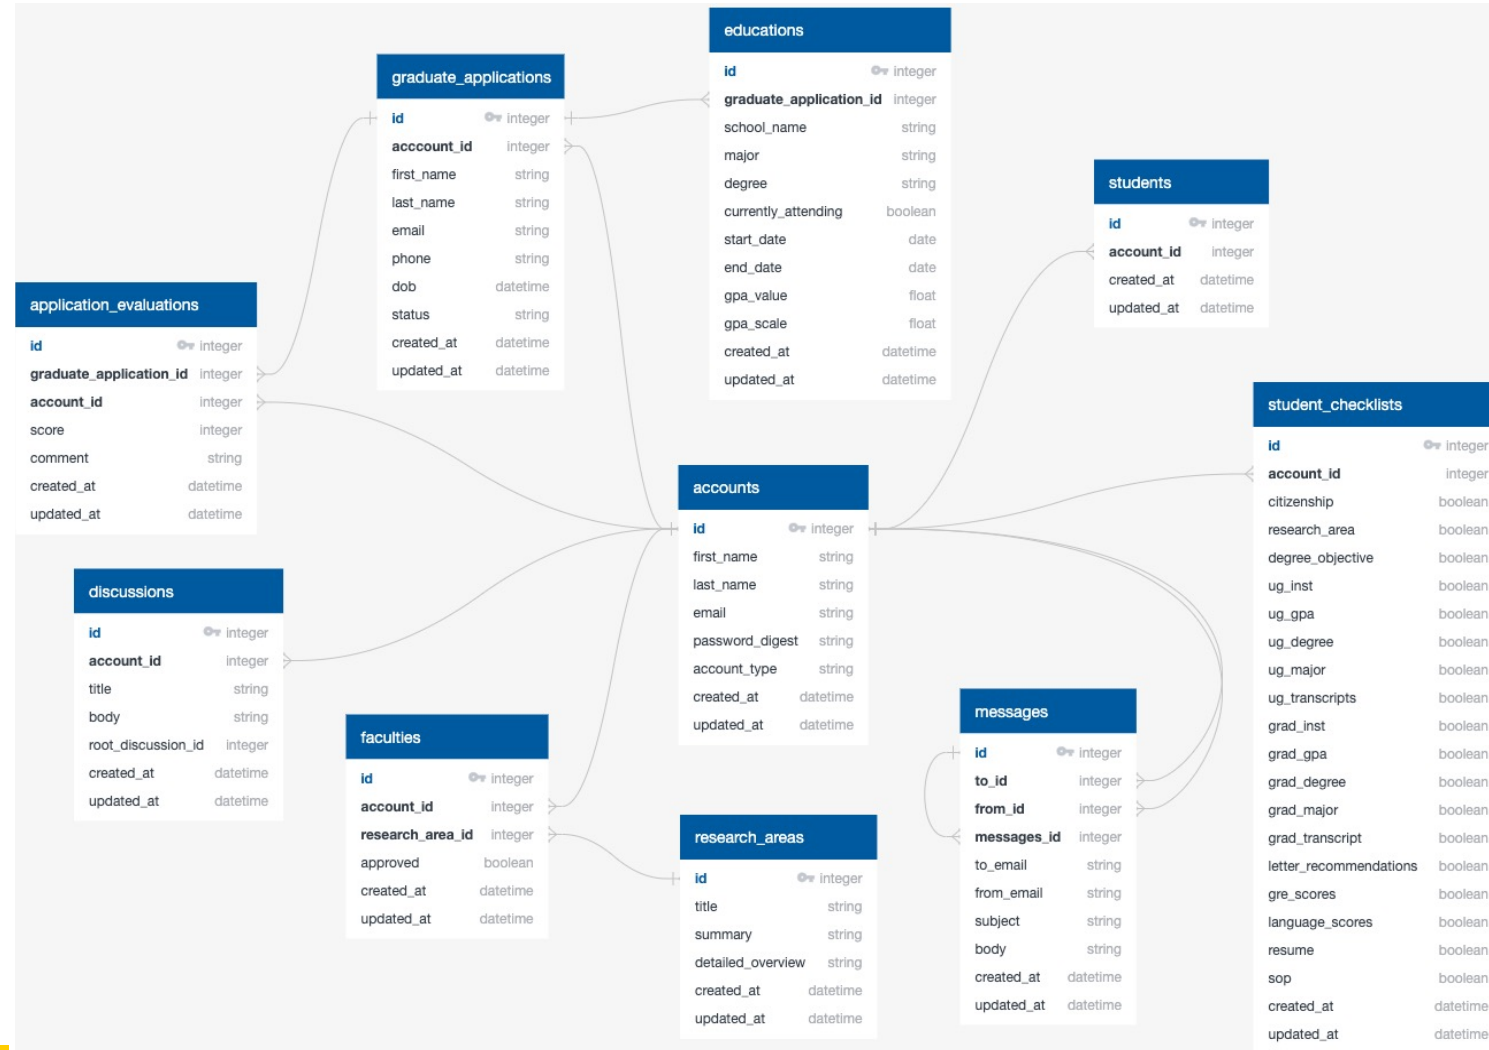 educations
id integer
graduate_application_id integer
school_name string
major string
degree string
currently_attending boolean
start_date date
end_date date
gpa_value float
gpa_scale float
created_at datetime
updated_at datetime
graduate_applications
id integer
acccount_id integer
first_name string
last_name string
email string
phone string
dob datetime
status string
created_at datetime
updated_at datetime
students
id integer
account_id integer
created_at datetime
updated_at datetime
application_evaluations
id integer
graduate_application_id integer
account_id integer
score integer
comment string
created_at datetime
updated_at datetime
student_checklists
id integer
account_id integer
citizenship boolean
research_area boolean
degree_objective boolean
ug_inst boolean
ug_gpa boolean
ug_degree boolean
ug_major boolean
ug_transcripts boolean
grad_inst boolean
grad_gpa boolean
grad_degree boolean
grad_major boolean
grad_transcript boolean
letter_recommendations boolean
gre_scores boolean
language_scores boolean
resume boolean
sop boolean
created_at datetime
updated_at datetime
accounts
id integer
first_name string
last_name string
email string
password_digest string
account_type string
created_at datetime
updated_at datetime
discussions
id integer
account_id integer
title string
body string
root_discussion_id integer
created_at datetime
updated_at datetime
faculties
id integer
account_id integer
research_area_id integer
approved boolean
created_at datetime
updated_at datetime
messages
id integer
to_id integer
from_id integer
messages_id integer
to_email string
from_email string
subject string
body string
created_at datetime
updated_at datetime
research_areas
id integer
title string
summary string
detailed_overview string
created_at datetime
updated_at datetime